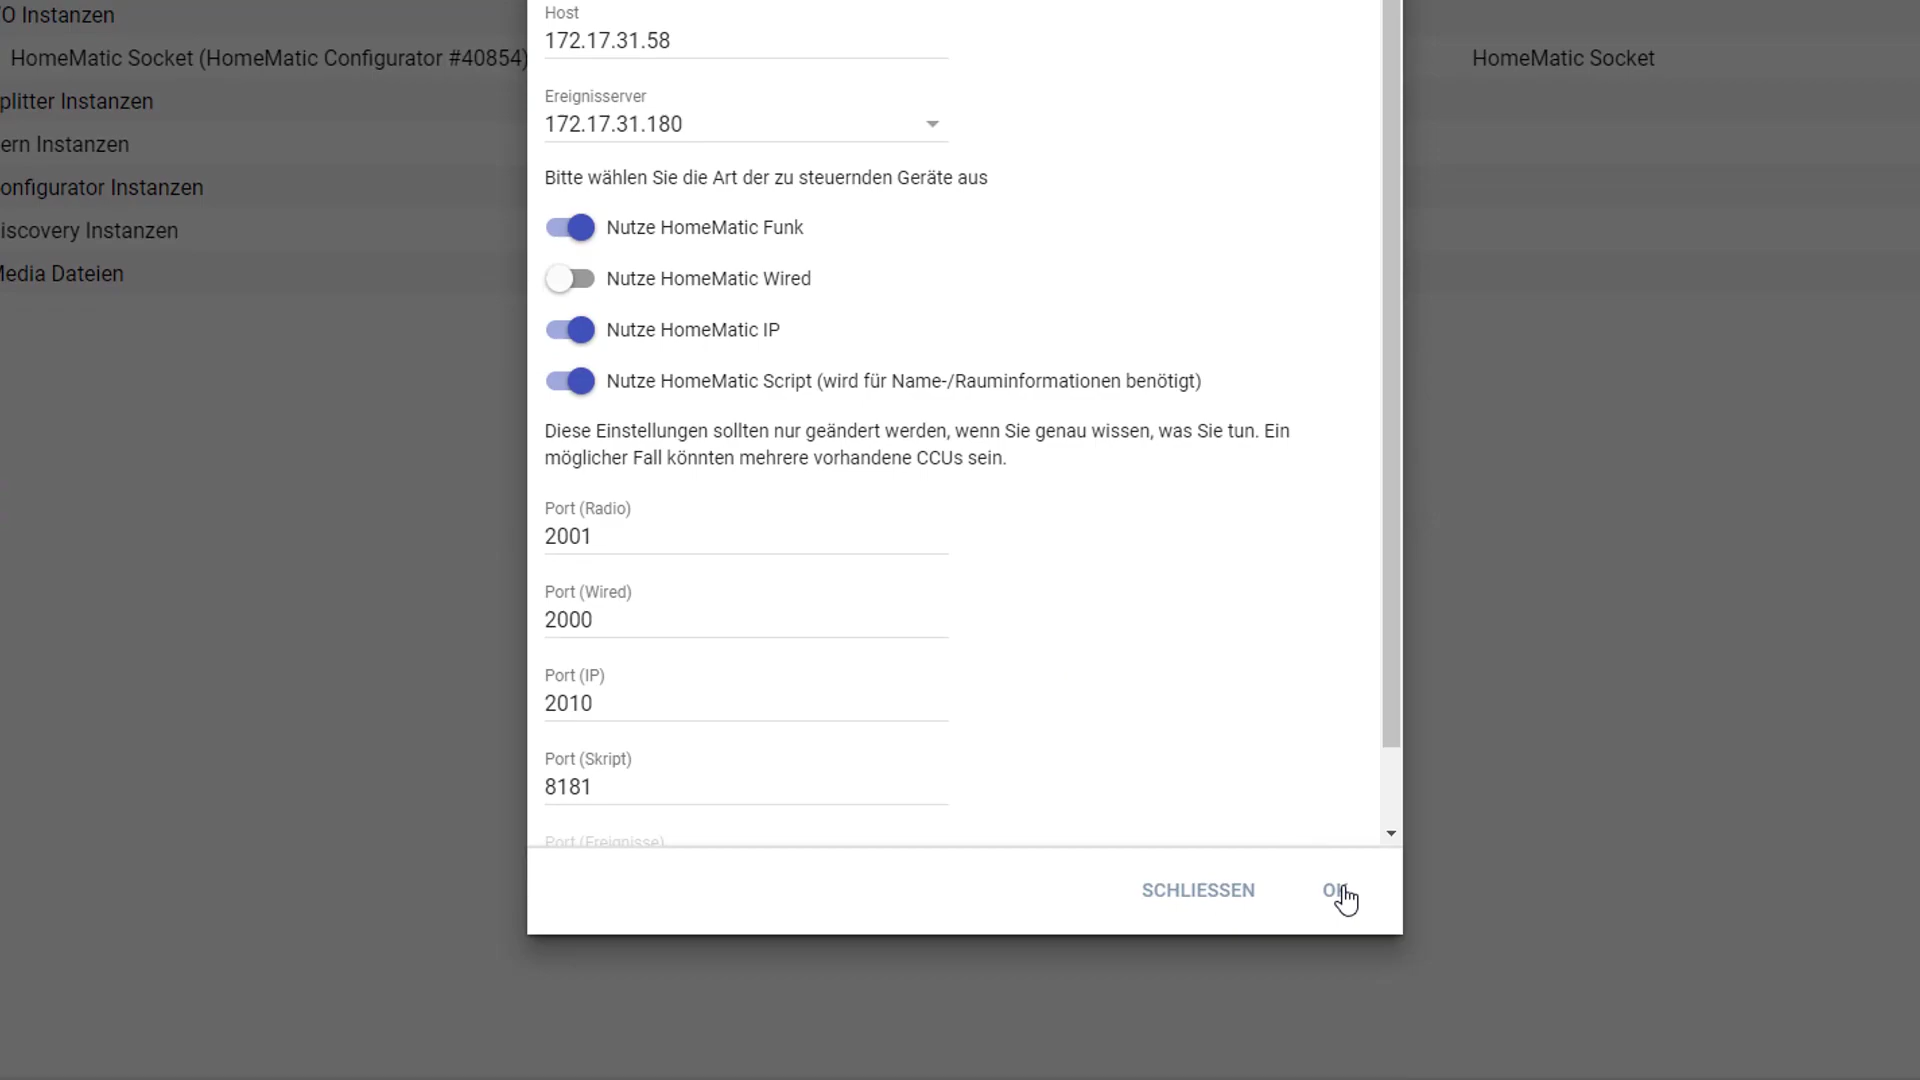 O Instanzen
Host
172.17.31.58
HomeMatic Socket (HomeMatic Configurator #40854)
HomeMatic Socket
Ereignisserver
172.17.31.180
plitter Instanzen
ern Instanzen
onfigurator Instanzen
iscovery Instanzen
Media Dateien
Bitte wählen Sie die Art der zu steuernden Geräte aus
Nutze HomeMatic Funk
Nutze HomeMatic Wired
Nutze HomeMatic IP
Nutze HomeMatic Script (wird für Name-/Rauminformationen benötigt)
Diese Einstellungen sollten nur geändert werden, wenn Sie genau wissen, was Sie tun. Ein
möglicher Fall könnten mehrere vorhandene CCUs sein.
Port (Radio)
2001
Port (Wired)
2000
Port (IP)
2010
Port (Skript)
8181
Port (Ereignisse)
SCHLIESSEN
OK